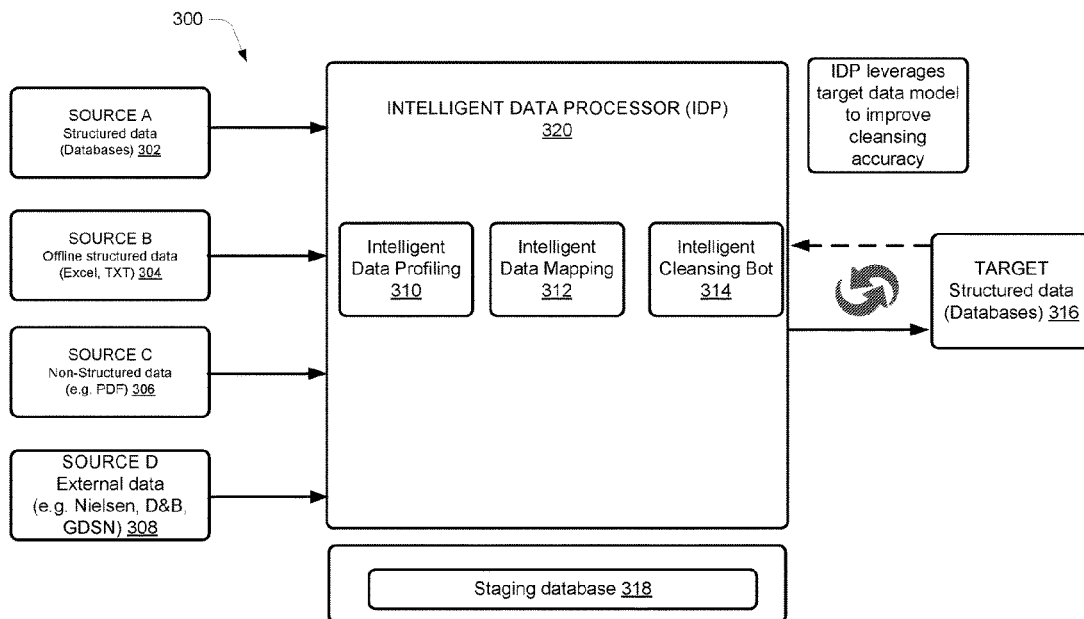 300
SOURCE A
Structured data
(Databases) 302
SOURCE B
Offline structured data
(Excel, TXT) 304
SOURCE C
Non-Structured data
(e.g. PDF) 306
SOURCE D
External data
(e.g. Nielsen, D&B,
GDSN) 308
INTELLIGENT DATA PROCESSOR (IDP)
320
Intelligent
Data Profiling
310
Intelligent
Data Mapping
312
Intelligent
Cleansing Bot
314
Staging database 318
IDP leverages
target data model
to improve
cleansing
accuracy
TARGET
Structured data
(Databases) 316